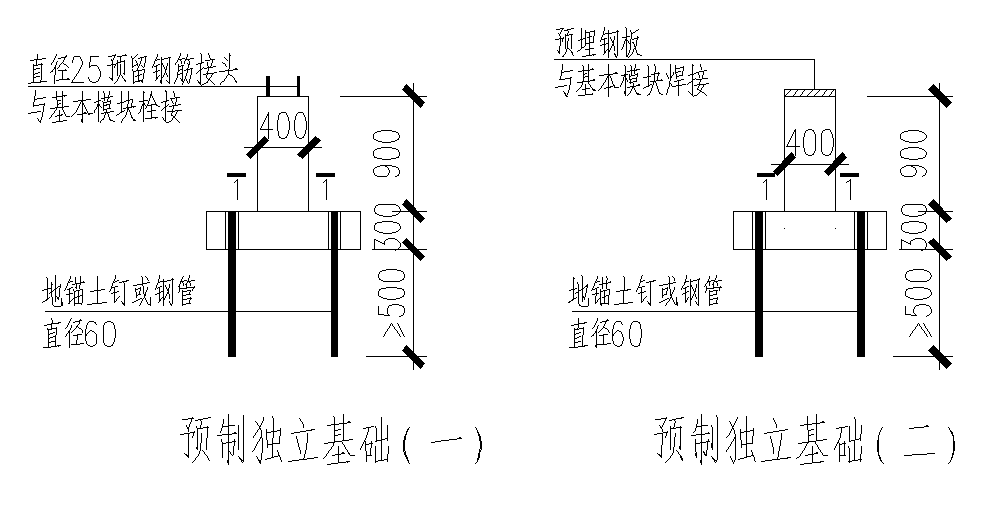 直径25预留钢筋接头
与基本模块栓接
400
900
1
1
300
地锚土钉或钢管
直径60
≥500
预制独立基础(一)
预埋钢板
与基本模块焊接
400
900
1
1
300
地锚土钉或钢管
直径60
≥500
预制独立基础(二)